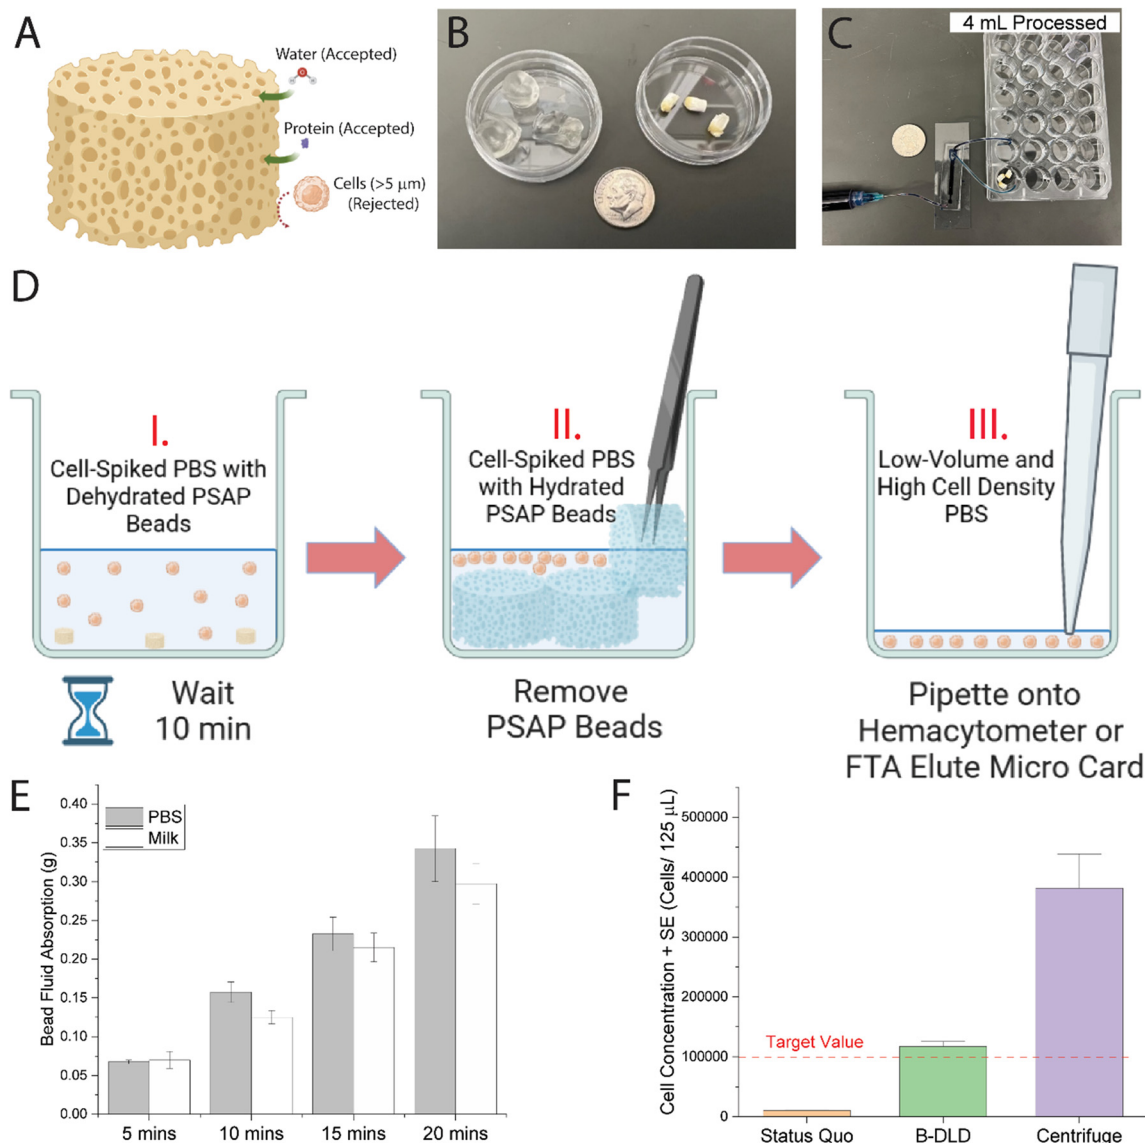 A
Water (Accepted)
Protein (Accepted)
Cells (>5 μm)
(Rejected)
B
C
4 mL Processed
D
I.
Cell-Spiked PBS with
Dehydrated PSAP
Beads
Wait
10 min
II.
Cell-Spiked PBS
with Hydrated
PSAP Beads
Remove
PSAP Beads
III.
Low-Volume and
High Cell Density
PBS
Pipette onto
Hemacytometer or
FTA Elute Micro Card
E
Bead Fluid Absorption (g)
0.40
0.35
0.30
0.25
0.20
0.15
0.10
0.05
0.00
PBS
Milk
5 mins
10 mins
15 mins
20 mins
F
Cell Concentration + SE (Cells/ 125 μL)
500000
400000
300000
200000
100000
0
Target Value
Status Quo
B-DLD
Centrifuge